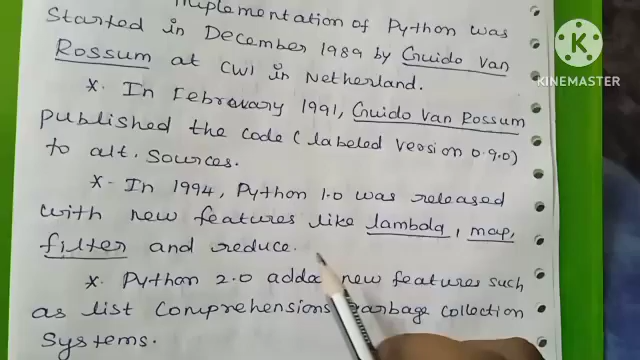 Implementation of Python was
Started in December 1989 by Guido Van
Rossum at CWI in Netherland.
* In February 1991, Guido Van Rossum
published the code (labeled version 0.9.0)
to alt. Sources.
* In 1994, Python 1.0 was released
with new features like lambda, map,
filter and reduce.
* Python 2.0 added new features such
as list comprehensions garbage collection
systems.
KINEMASTER